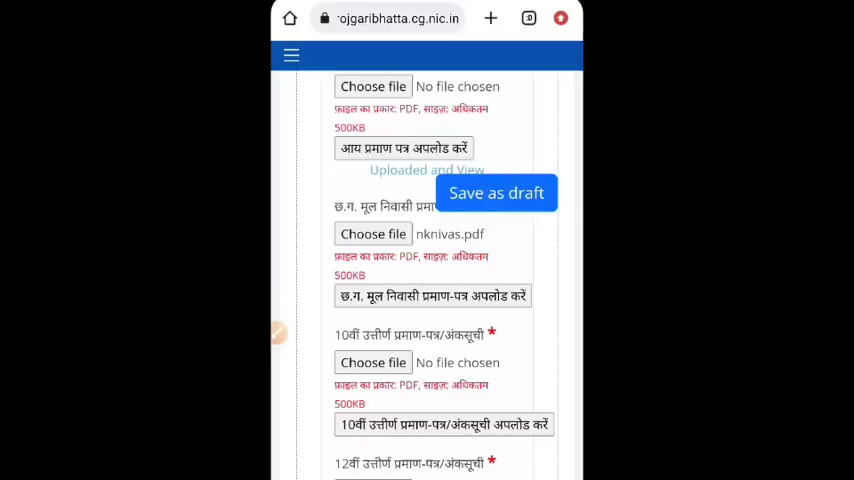 rojgaribhatta.cg.nic.in
Choose file No file chosen
फ़ाइल का प्रकार: PDF, साइज़: अधिकतम
500KB
आय प्रमाण पत्र अपलोड करें
Uploaded and View
Save as draft
छ.ग. मूल निवासी
Choose file nknivas.pdf
फ़ाइल का प्रकार: PDF, साइज़: अधिकतम
500KB
छ.ग. मूल निवासी प्रमाण-पत्र अपलोड करें
10वीं उत्तीर्ण प्रमाण-पत्र/अंकसूची *
Choose file No file chosen
फ़ाइल का प्रकार: PDF, साइज़: अधिकतम
500KB
10वीं उत्तीर्ण प्रमाण-पत्र/अंकसूची अपलोड करें
12वीं उत्तीर्ण प्रमाण-पत्र/अंकसूची *